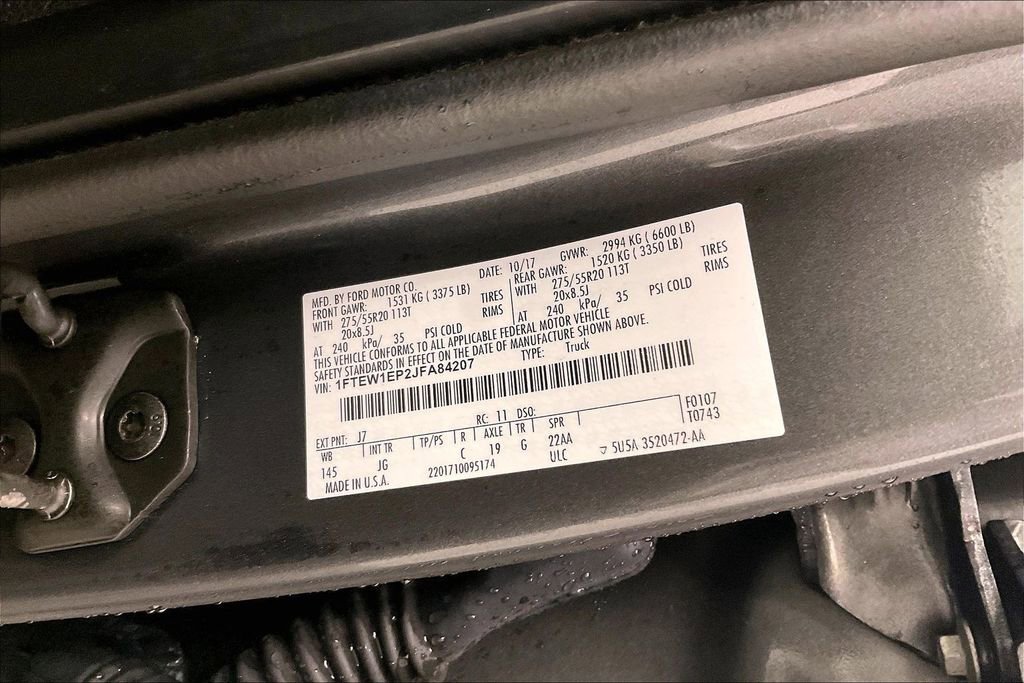 MFD. BY FORD MOTOR CO. DATE: 10/17 GVWR: 2994 KG ( 6600 LB)
FRONT GAWR: 1531 KG ( 3375 LB) REAR GAWR: 1520 KG ( 3350 LB)
WITH 275/55R20 113T TIRES WITH 275/55R20 113T TIRES
20x8.5J RIMS 20x8.5J RIMS
AT 240 kPa/ 35 PSI COLD AT 240 kPa/ 35 PSI COLD
THIS VEHICLE CONFORMS TO ALL APPLICABLE FEDERAL MOTOR VEHICLE
SAFETY STANDARDS IN EFFECT ON THE DATE OF MANUFACTURE SHOWN ABOVE.
VIN: 1FTEW1EP2JFA84207 TYPE: Truck
EXT PNT: J7 RC: 11 DSO: F0107
WB INT TR TP/PS R AXLE TR SPR T0743
145 JG C 19 G 22AA
ULC ▽ 5U5A 3520472-AA
MADE IN U.S.A. 2201710095174